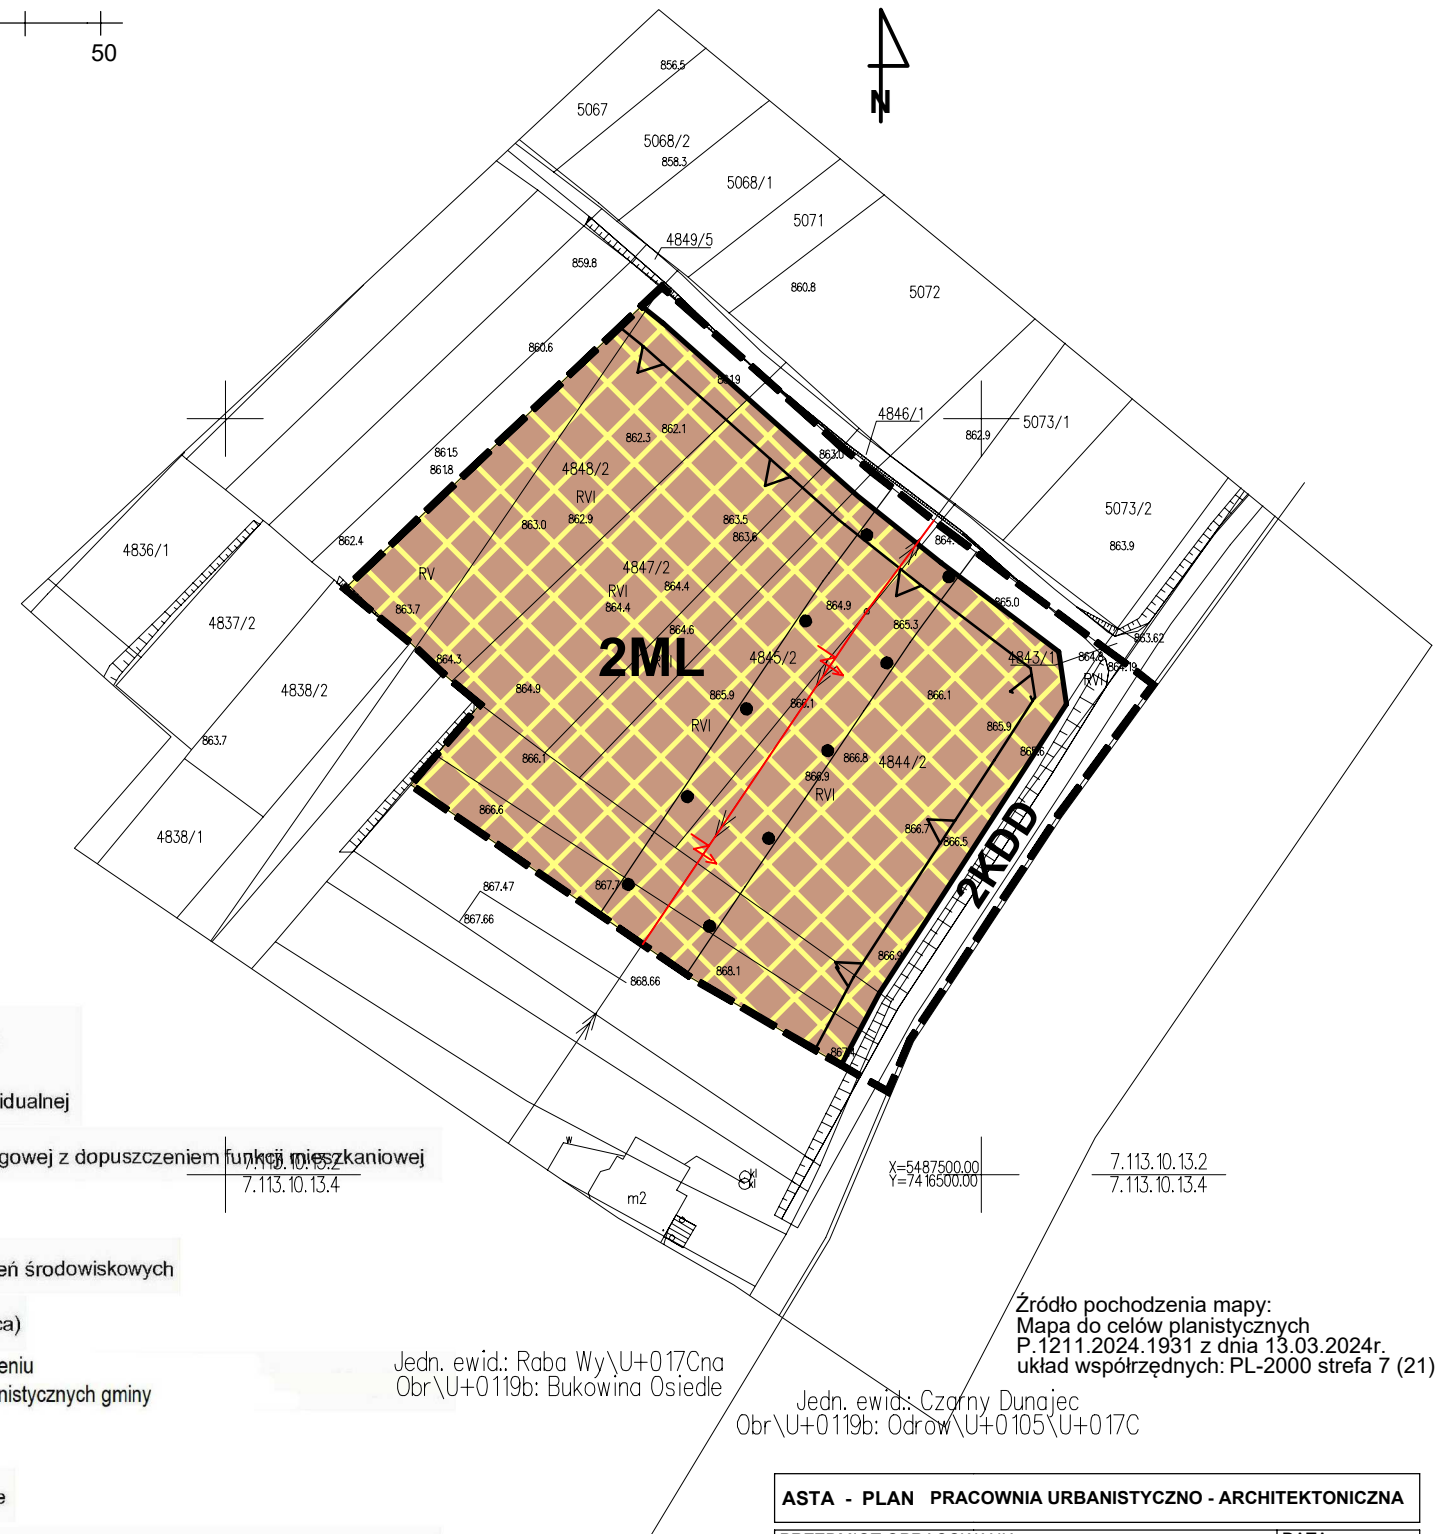 50
N
856.5
5067
5068/2
858.3
5068/1
5071
4849/5
859.8
860.8
5072
860.6
4846/1
5073/1
862.9
862.3
862.1
861.5
861.8
4848/2
RVI
863.0
862.9
863.5
863.6
5073/2
863.9
862.4
4836/1
RV
4847/2
RVI
864.4
864.4
863.7
864.9
865.0
4837/2
864.6
865.3
863.62
864.3
2ML
4845/2
4843/1
864.19
RVI
4838/2
864.9
865.9
866.1
866.1
RVI
865.9
863.7
866.1
866.8
4844/2
866.9
RVI
866.6
866.7
866.5
2KDD
4838/1
867.47
867.66
868.1
868.66
idualnej
gowej z dopuszczeniem funkcji mieszkaniowej
7.113.10.13.2
7.113.10.13.4
X=5487500.00
Y=7416500.00
7.113.10.13.2
7.113.10.13.4
w
kl
kl
m2
eń środowiskowych
ca)
eniu
nistycznych gminy
e
Źródło pochodzenia mapy:
Mapa do celów planistycznych
P.1211.2024.1931 z dnia 13.03.2024r.
układ współrzędnych: PL-2000 strefa 7 (21)
Jedn. ewid.: Raba Wy\U+017Cna
Obr\U+0119b: Bukowina Osiedle
Jedn. ewid.: Czarny Dunajec
Obr\U+0119b: Odrow\U+0105\U+017C
ASTA - PLAN PRACOWNIA URBANISTYCZNO - ARCHITEKTONICZNA